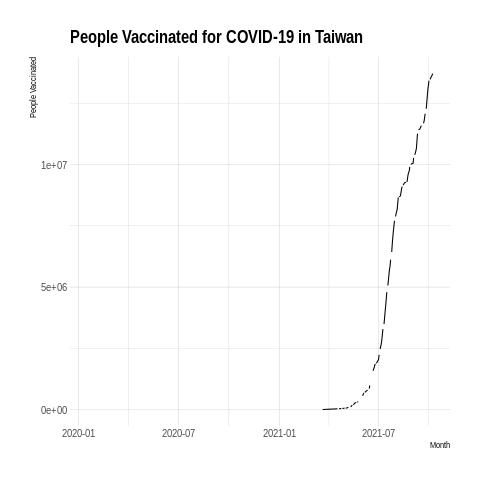 People Vaccinated for COVID-19 in Taiwan
People Vaccinated
1e+07
5e+06
0e+00
2020-01 2020-07 2021-01 2021-07
Month